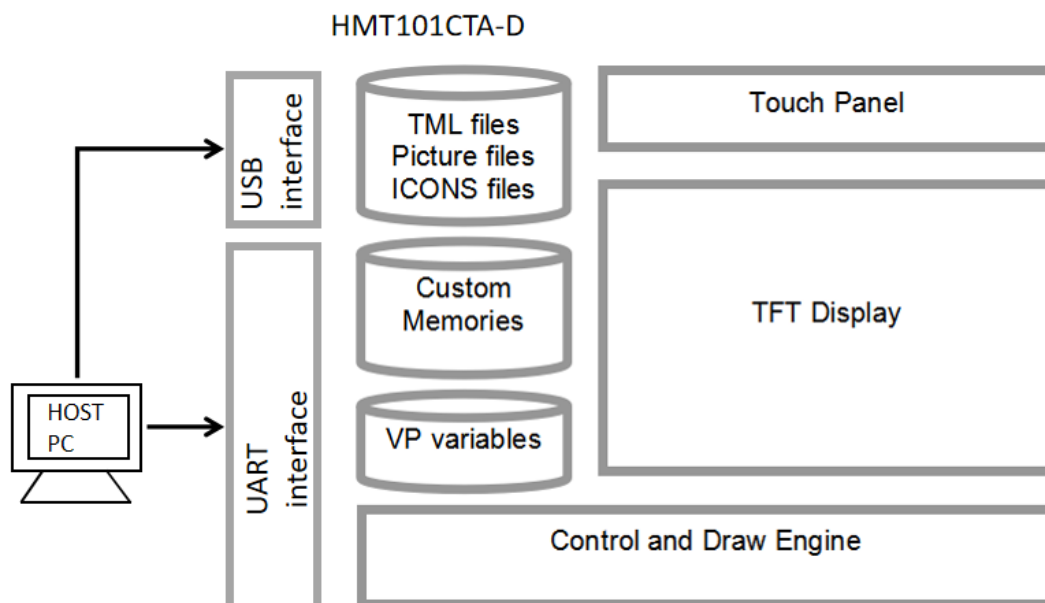 HMT101CTA-D
USB
interface
TML files
Picture files
ICONS files
Touch Panel
Custom
Memories
TFT Display
HOST
PC
UART
interface
VP variables
Control and Draw Engine